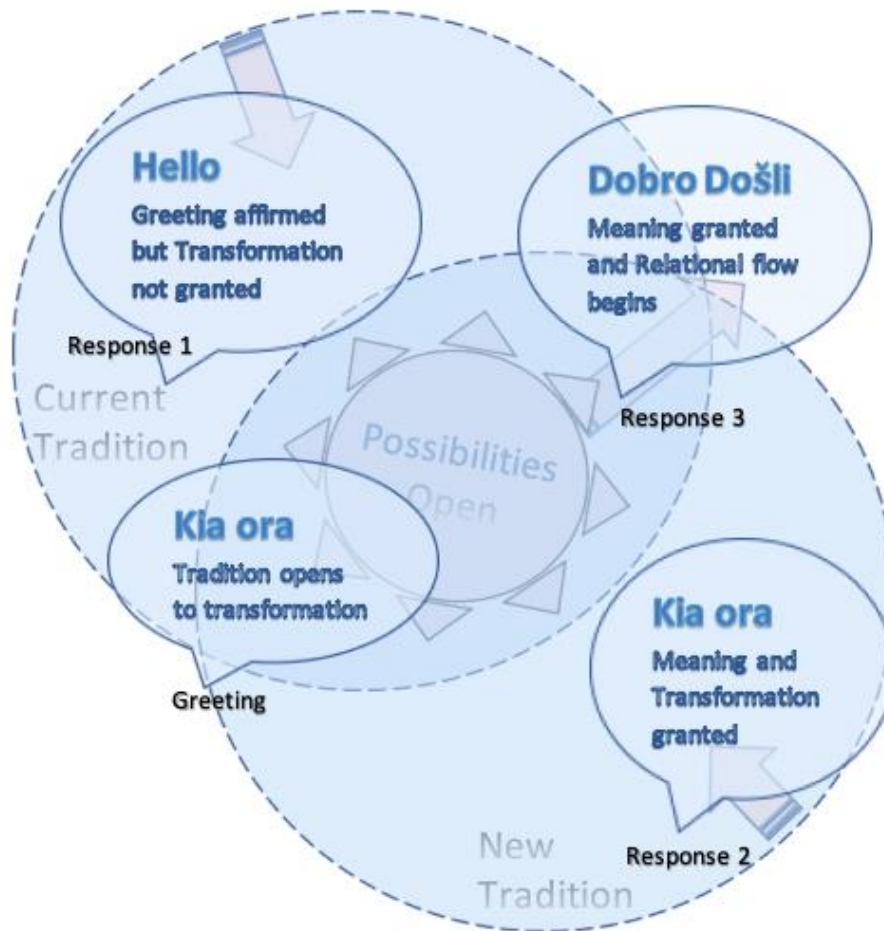 Hello
Greeting affirmed
but Transformation
not granted
Response 1
Dobro Došli
Meaning granted
and Relational flow
begins
Response 3
Current
Tradition
Possibilities
Open
Kia ora
Tradition opens
to transformation
Greeting
Kia ora
Meaning and
Transformation
granted
Response 2
New
Tradition